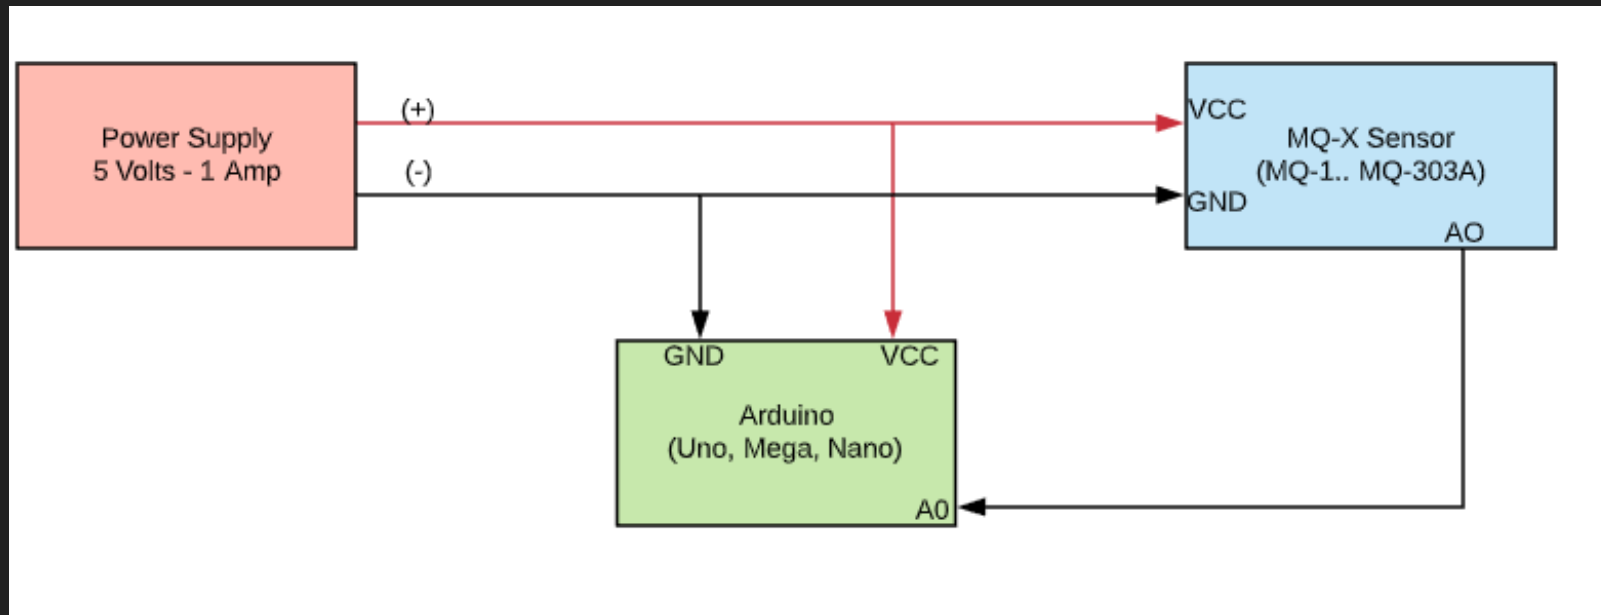 Power Supply
5 Volts - 1 Amp
(+)
(-)
VCC
MQ-X Sensor
(MQ-1.. MQ-303A)
GND
AO
GND
VCC
Arduino
(Uno, Mega, Nano)
A0